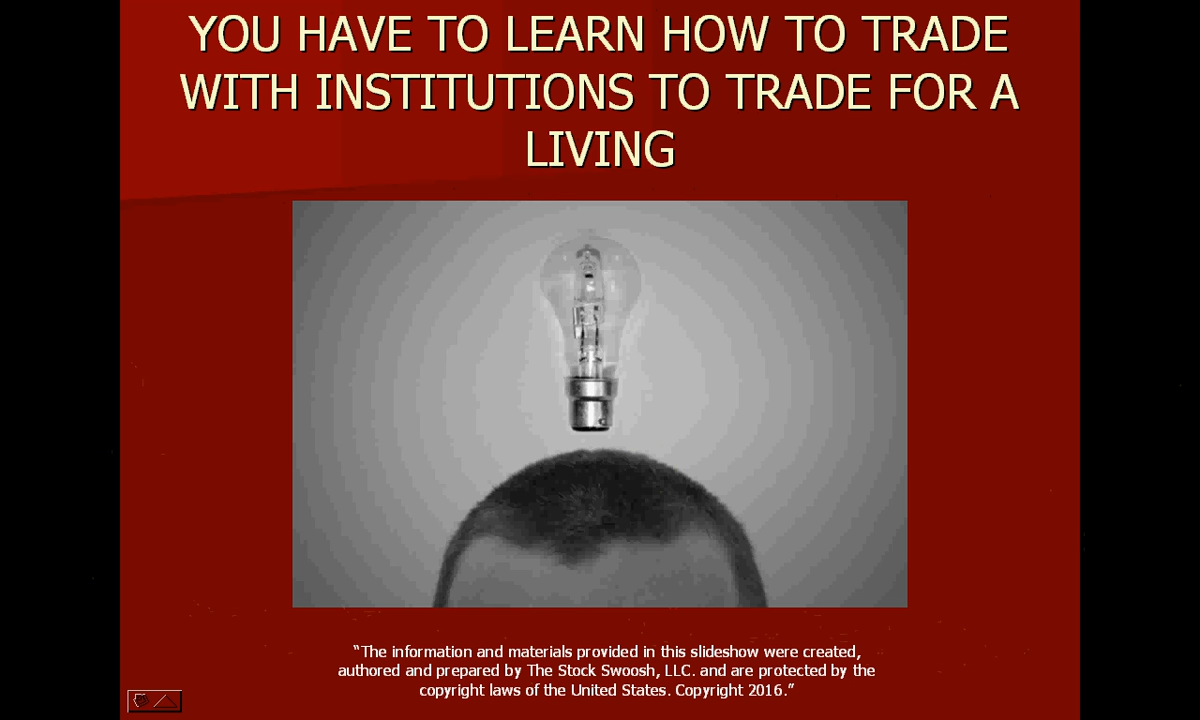 YOU HAVE TO LEARN HOW TO TRADE
WITH INSTITUTIONS TO TRADE FOR A
LIVING
“The information and materials provided in this slideshow were created,
authored and prepared by The Stock Swoosh, LLC. and are protected by the
copyright laws of the United States. Copyright 2016.”